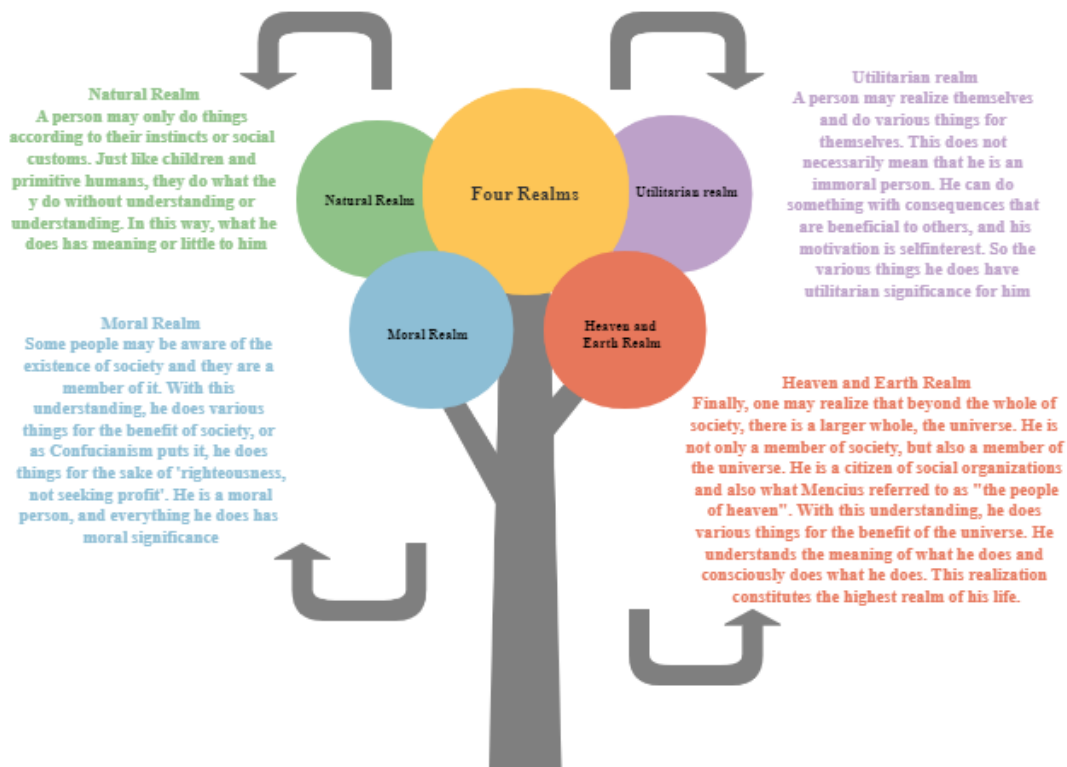 Natural Realm
A person may only do things
according to their instincts or social
customs. Just like children and
primitive humans, they do what the
y do without understanding or
understanding. In this way, what he
does has meaning or little to him
Utilitarian realm
A person may realize themselves
and do various things for
themselves. This does not
necessarily mean that he is an
immoral person. He can do
something with consequences that
are beneficial to others, and his
motivation is selfinterest. So the
various things he does have
utilitarian significance for him
Natural Realm
Four Realms
Utilitarian realm
Moral Realm
Heaven and
Earth Realm
Moral Realm
Some people may be aware of the
existence of society and they are a
member of it. With this
understanding, he does various
things for the benefit of society, or
as Confucianism puts it, he does
things for the sake of 'righteousness,
not seeking profit'. He is a moral
person, and everything he does has
moral significance
Heaven and Earth Realm
Finally, one may realize that beyond the whole of
society, there is a larger whole, the universe. He is
not only a member of society, but also a member of
the universe. He is a citizen of social organizations
and also what Mencius referred to as "the people
of heaven". With this understanding, he does
various things for the benefit of the universe. He
understands the meaning of what he does and
consciously does what he does. This realization
constitutes the highest realm of his life.